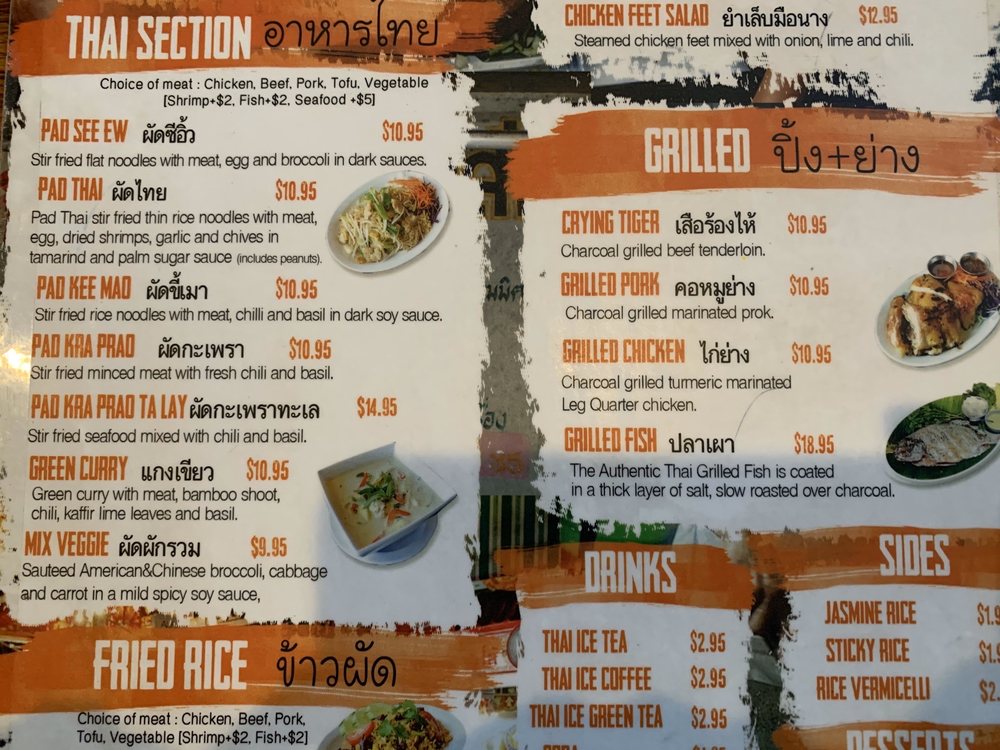 THAI SECTION อาหารไทย
Choice of meat : Chicken, Beef, Pork, Tofu, Vegetable
[Shrimp+$2, Fish+$2, Seafood +$5]
PAD SEE EW ผัดซีอิ้ว $10.95
Stir fried flat noodles with meat, egg and broccoli in dark sauces.
PAD THAI ผัดไทย $10.95
Pad Thai stir fried thin rice noodles with meat,
egg, dried shrimps, garlic and chives in
tamarind and palm sugar sauce (includes peanuts).
PAD KEE MAO ผัดขี้เมา $10.95
Stir fried rice noodles with meat, chilli and basil in dark soy sauce.
PAD KRA PRAO ผัดกะเพรา $10.95
Stir fried minced meat with fresh chili and basil.
PAD KRA PRAO TA LAY ผัดกะเพราทะเล $14.95
Stir fried seafood mixed with chili and basil.
GREEN CURRY แกงเขียว $10.95
Green curry with meat, bamboo shoot,
chili, kaffir lime leaves and basil.
MIX VEGGIE ผัดผักรวม $9.95
Sauteed American&Chinese broccoli, cabbage
and carrot in a mild spicy soy sauce,
FRIED RICE ข้าวผัด
Choice of meat : Chicken, Beef, Pork,
Tofu, Vegetable [Shrimp+$2, Fish+$2]
CHICKEN FEET SALAD ยำเล็บมือนาง $12.95
Steamed chicken feet mixed with onion, lime and chili.
GRILLED ปิ้ง+ย่าง
CRYING TIGER เสือร้องไห้ $10.95
Charcoal grilled beef tenderloin.
GRILLED PORK คอหมูย่าง $10.95
Charcoal grilled marinated prok.
GRILLED CHICKEN ไก่ย่าง $10.95
Charcoal grilled turmeric marinated
Leg Quarter chicken.
GRILLED FISH ปลาเผา $18.95
The Authentic Thai Grilled Fish is coated
in a thick layer of salt, slow roasted over charcoal.
DRINKS
THAI ICE TEA $2.95
THAI ICE COFFEE $2.95
THAI ICE GREEN TEA $2.95
SIDES
JASMINE RICE
STICKY RICE
RICE VERMICELLI
DESSERTS